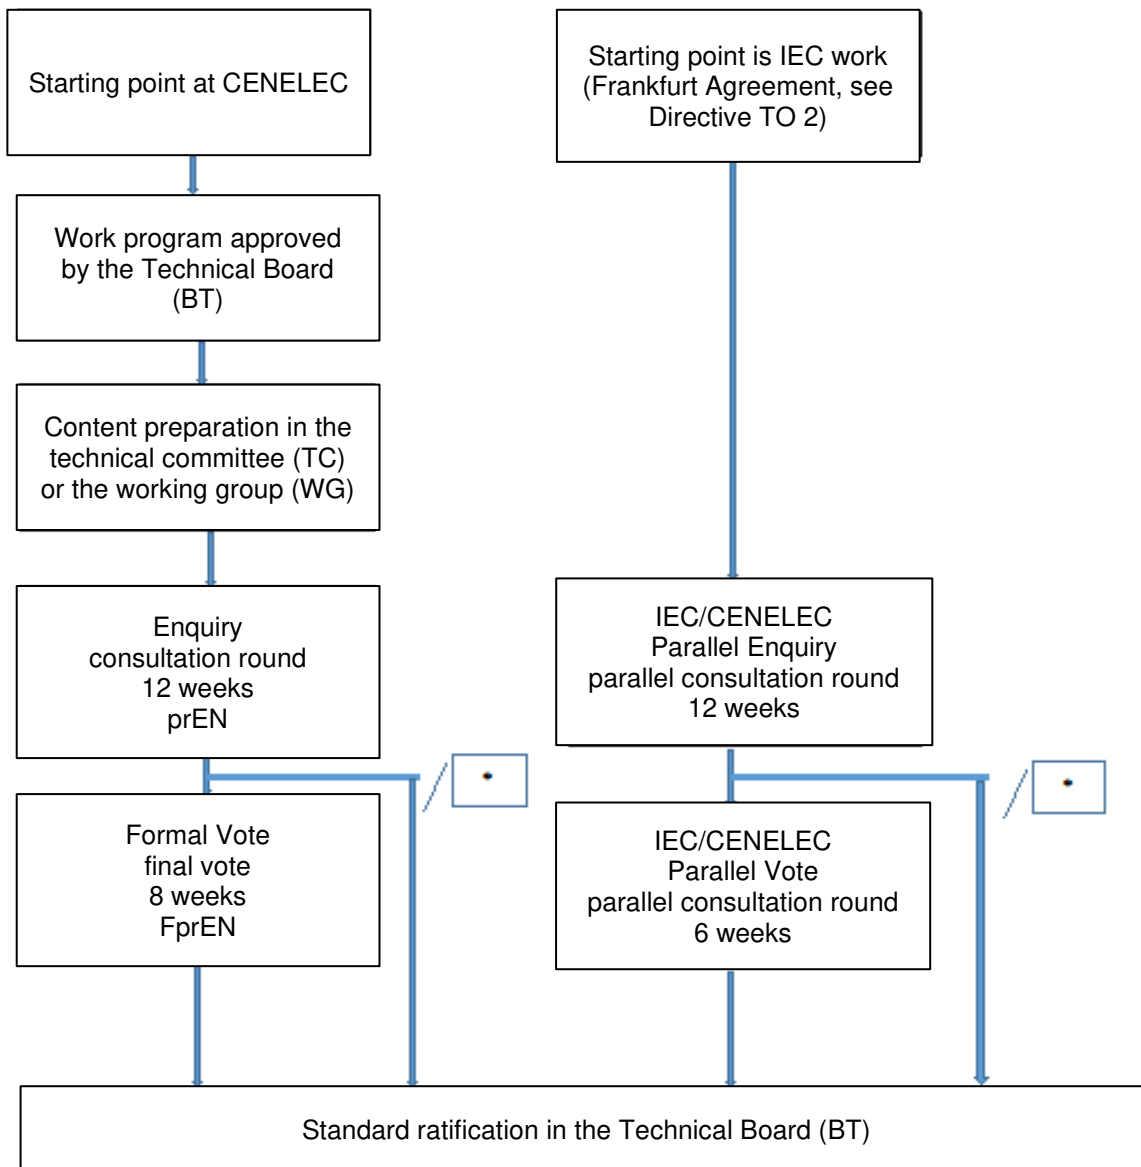 Starting point at CENELEC
Work program approved
by the Technical Board
(BT)
Content preparation in the
technical committee (TC)
or the working group (WG)
Enquiry
consultation round
12 weeks
prEN
*
Formal Vote
final vote
8 weeks
FprEN
Starting point is IEC work
(Frankfurt Agreement, see
Directive TO 2)
IEC/CENELEC
Parallel Enquiry
parallel consultation round
12 weeks
*
IEC/CENELEC
Parallel Vote
parallel consultation round
6 weeks
Standard ratification in the Technical Board (BT)